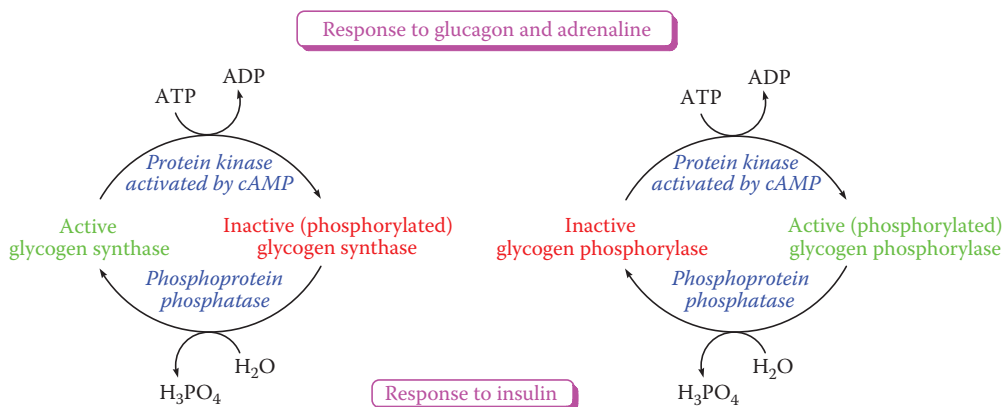 Response to glucagon and adrenaline
ADP
ATP
Protein kinase
activated by cAMP
Active
glycogen synthase
Inactive (phosphorylated)
glycogen synthase
Phosphoprotein
phosphatase
H₂O
H₃PO₄
ADP
ATP
Protein kinase
activated by cAMP
Inactive
glycogen phosphorylase
Active (phosphorylated)
glycogen phosphorylase
Phosphoprotein
phosphatase
H₂O
H₃PO₄
Response to insulin